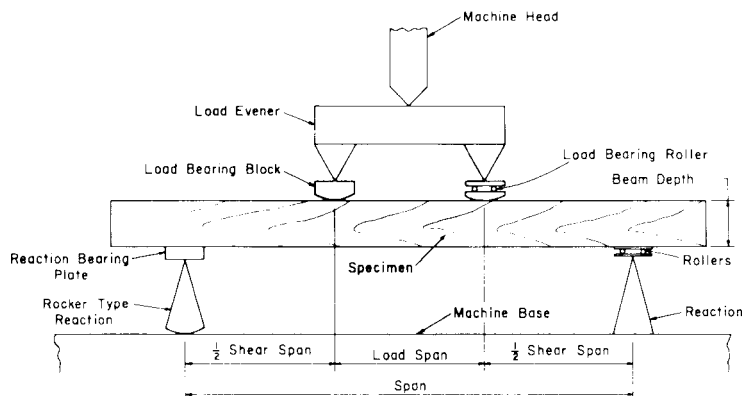 Machine Head
Load Evener
Load Bearing Block
Load Bearing Roller
Beam Depth
Reaction Bearing
Plate
Specimen
Rollers
Rocker Type
Reaction
Machine Base
Reaction
1/2 Shear Span
Load Span
1/2 Shear Span
Span